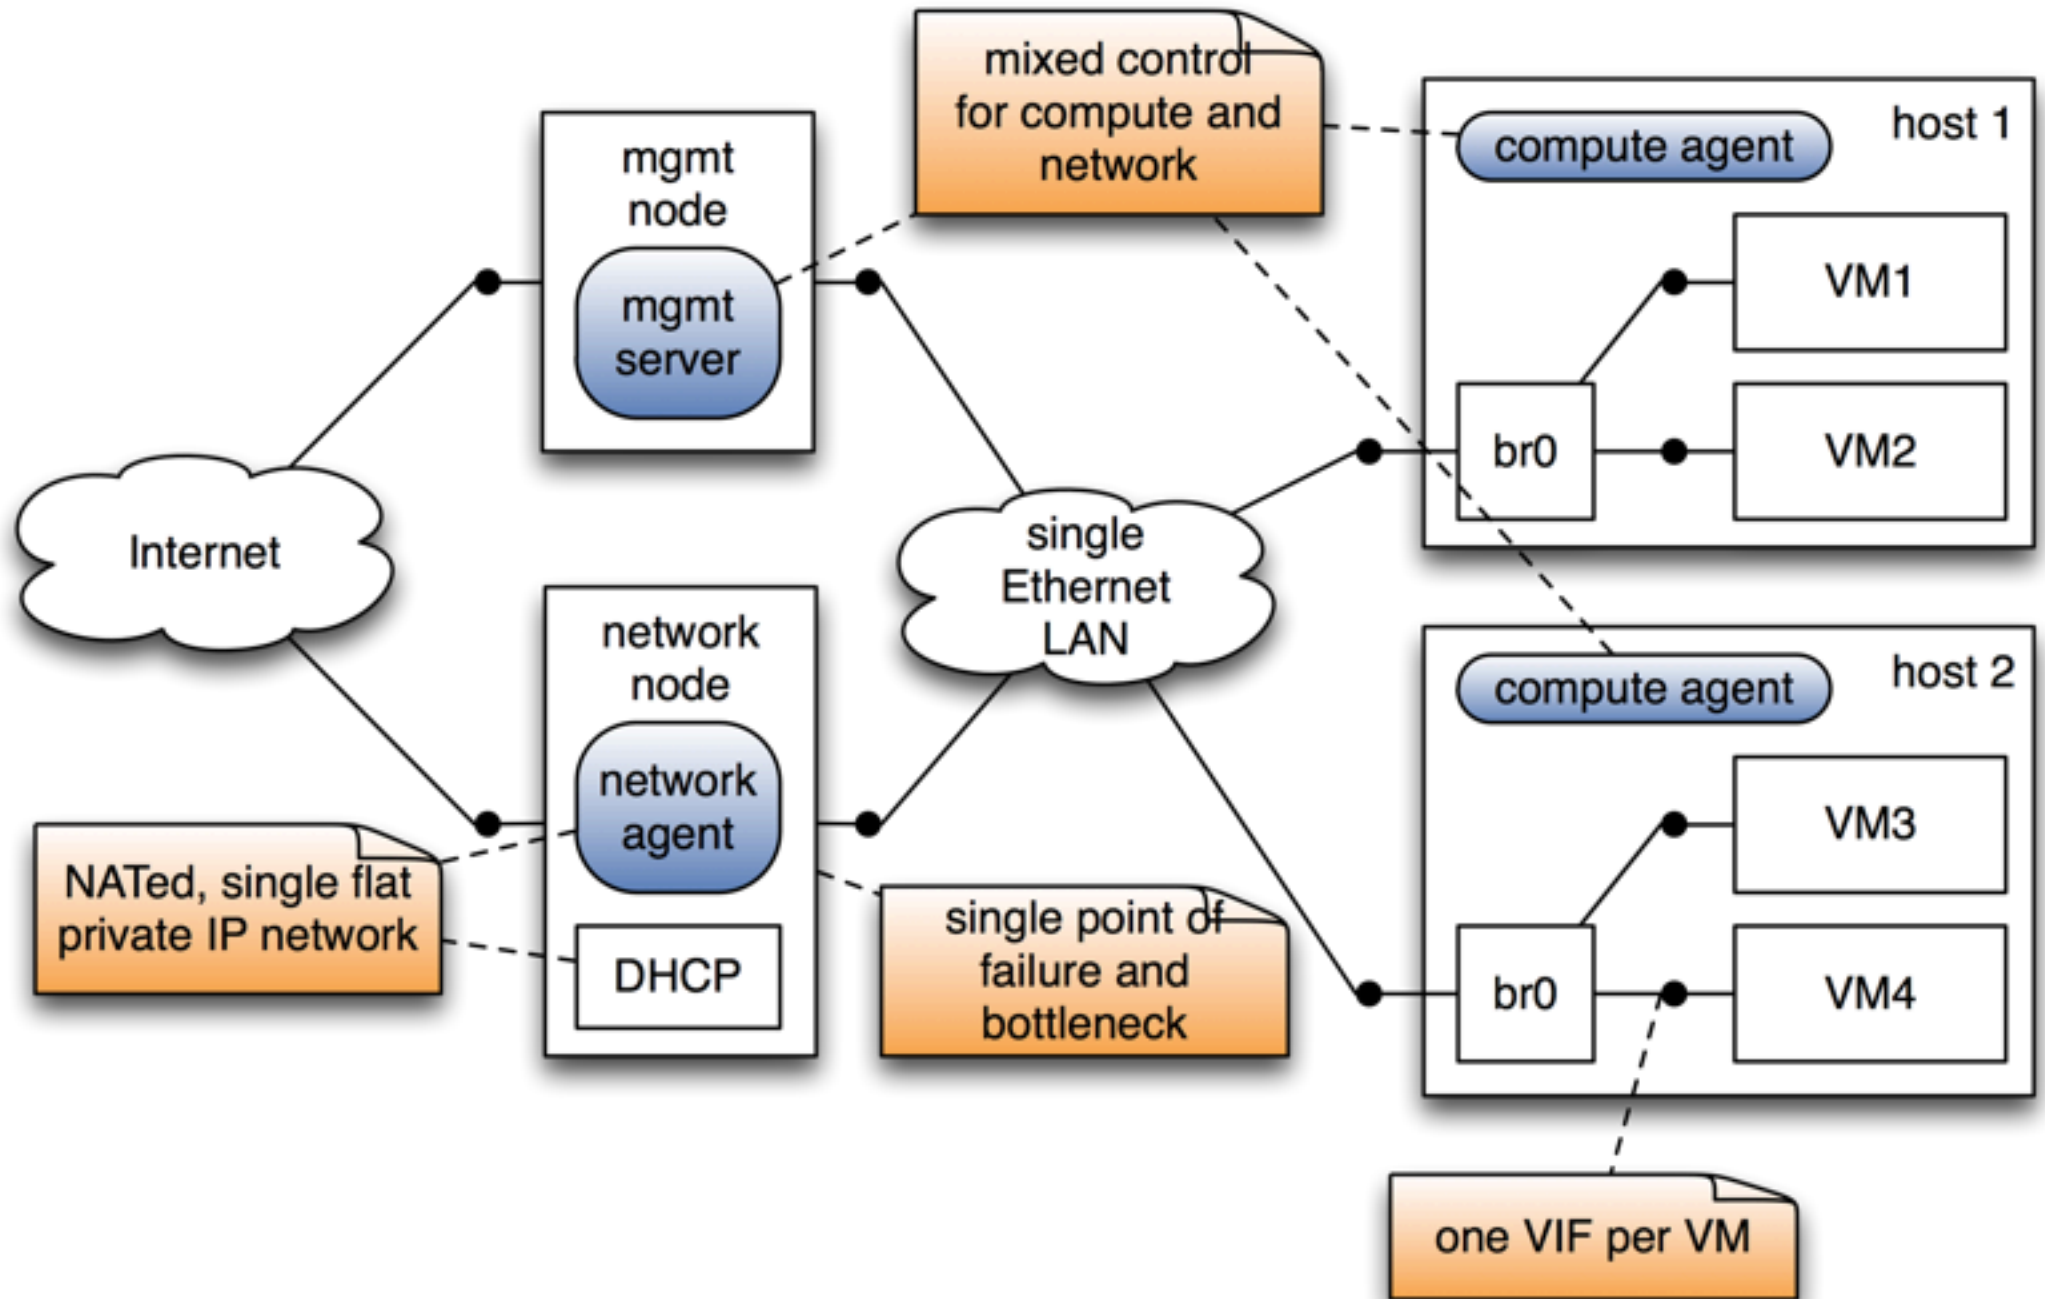 mixed control
for compute and
network
host 1
compute agent
mgmt
node
VM1
mgmt
server
br0
VM2
single
Ethernet
LAN
Internet
network
node
host 2
compute agent
network
agent
VM3
NATed, single flat
private IP network
single point of
failure and
bottleneck
DHCP
br0
VM4
one VIF per VM